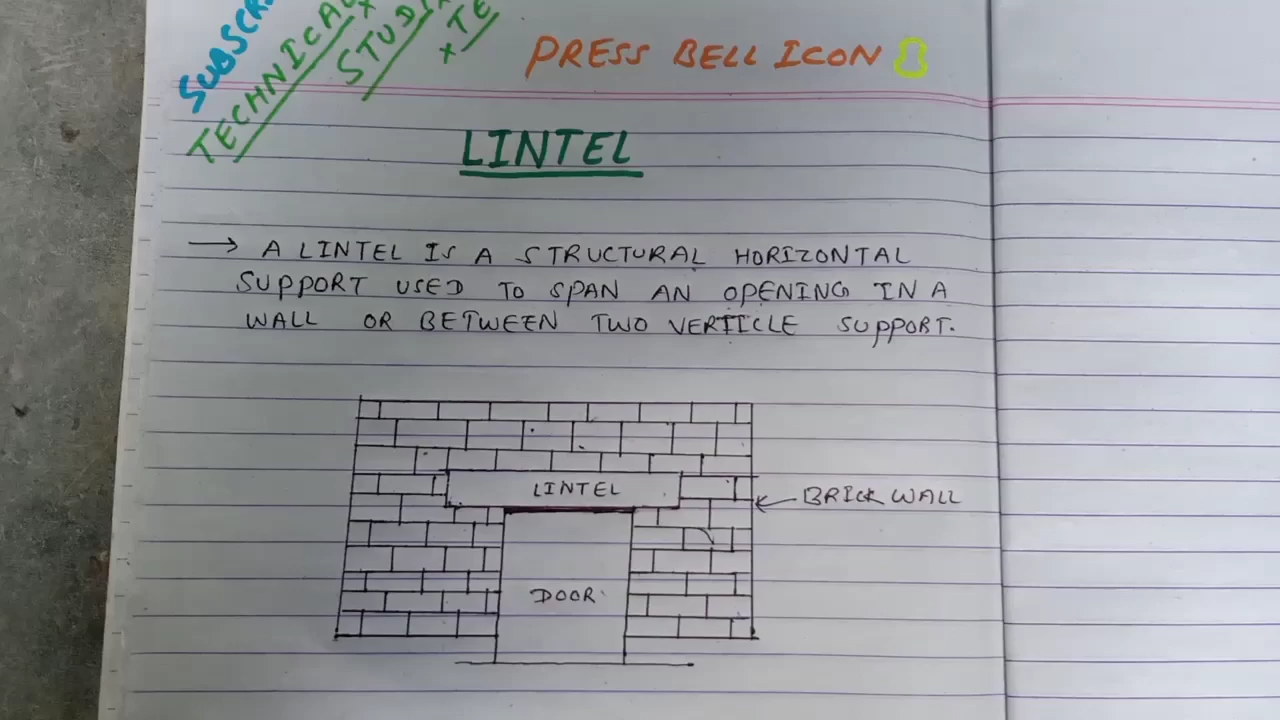 PRESS BELL ICON
TECHNICAL
LINTEL
→ A LINTEL IS A STRUCTURAL HORIZONTAL
SUPPORT USED TO SPAN AN OPENING IN A
WALL OR BETWEEN TWO VERTICLE SUPPORT.
LINTEL
BRICK WALL
DOOR